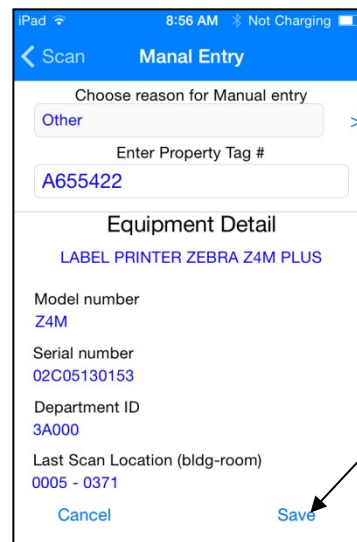 iPad 8:56 AM Not Charging
Scan Manal Entry
Choose reason for Manual entry
Other >
Enter Property Tag #
A655422
Equipment Detail
LABEL PRINTER ZEBRA Z4M PLUS
Model number
Z4M
Serial number
02C05130153
Department ID
3A000
Last Scan Location (bldg-room)
0005 - 0371
Cancel Save